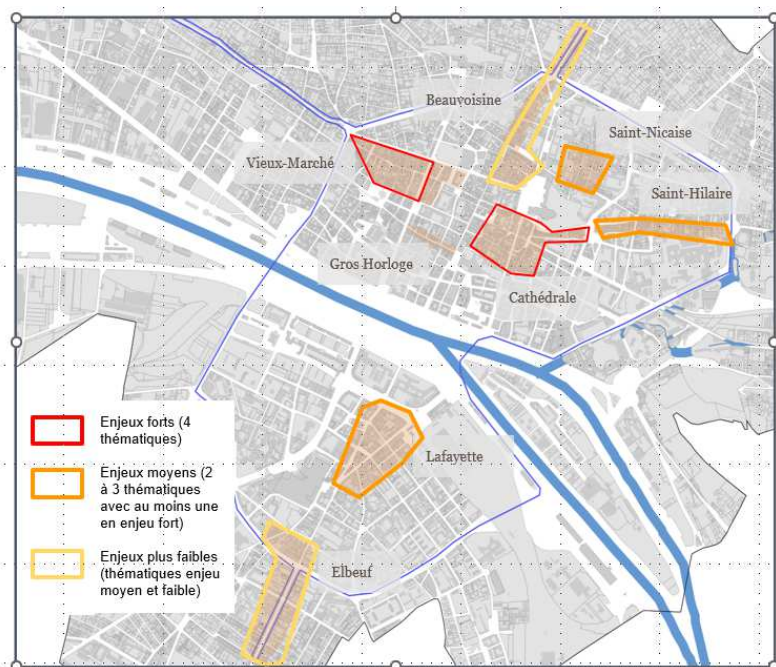 Beauvoisine
Saint-Nicaise
Vieux-Marché
Saint-Hilaire
Gros Horloge
Cathédrale
Enjeux forts (4
thématiques)
Enjeux moyens (2
à 3 thématiques
avec au moins une
en enjeu fort)
Lafayette
Enjeux plus faibles
(thématiques enjeu
moyen et faible)
Elbeuf